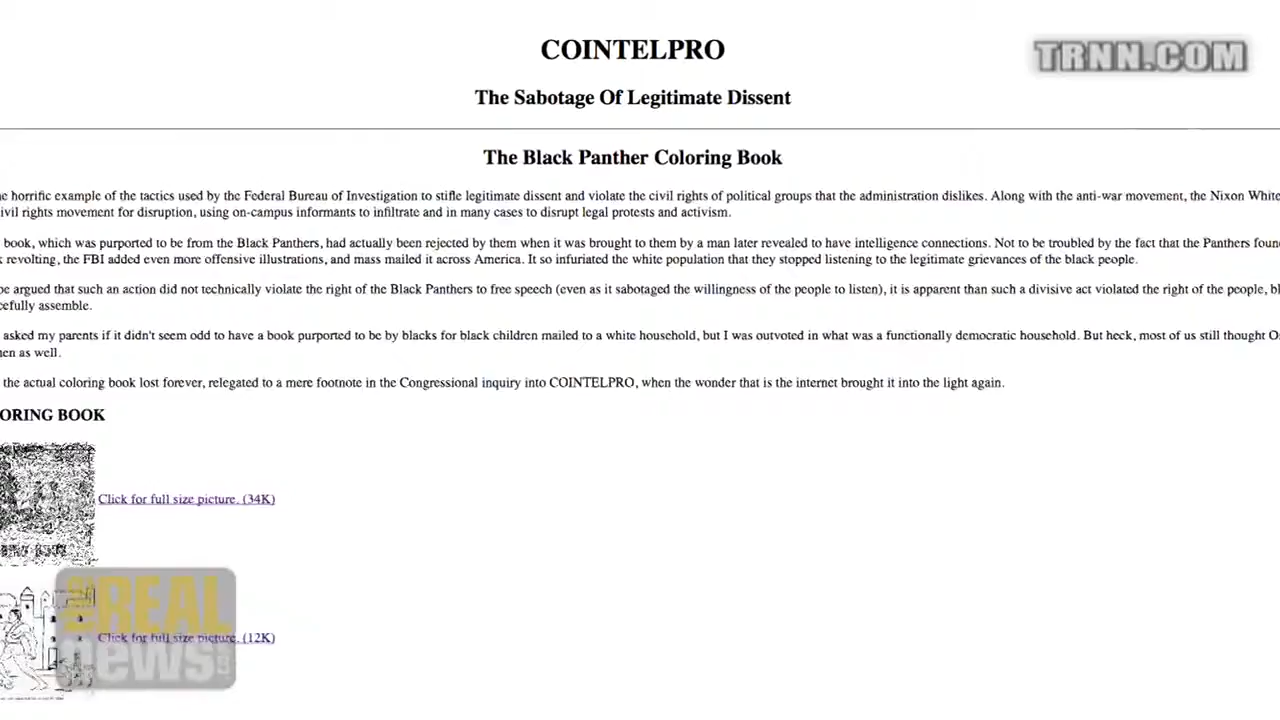 COINTELPRO
TRNN.COM
The Sabotage Of Legitimate Dissent
The Black Panther Coloring Book
horrific example of the tactics used by the Federal Bureau of Investigation to stifle legitimate dissent and violate the civil rights of political groups that the administration dislikes. Along with the anti-war movement, the Nixon White
ivil rights movement for disruption, using on-campus informants to infiltrate and in many cases to disrupt legal protests and activism.
book, which was purported to be from the Black Panthers, had actually been rejected by them when it was brought to them by a man later revealed to have intelligence connections. Not to be troubled by the fact that the Panthers foun
revolting, the FBI added even more offensive illustrations, and mass mailed it across America. It so infuriated the white population that they stopped listening to the legitimate grievances of the black people.
be argued that such an action did not technically violate the right of the Black Panthers to free speech (even as it sabotaged the willingness of the people to listen), it is apparent than such a divisive act violated the right of the people, bl
cefully assemble.
asked my parents if it didn't seem odd to have a book purported to be by blacks for black children mailed to a white household, but I was outvoted in what was a functionally democratic household. But heck, most of us still thought O
en as well.
the actual coloring book lost forever, relegated to a mere footnote in the Congressional inquiry into COINTELPRO, when the wonder that is the internet brought it into the light again.
ORING BOOK
Click for full size picture. (34K)
THE REAL
Click for full size picture. (12K)
news